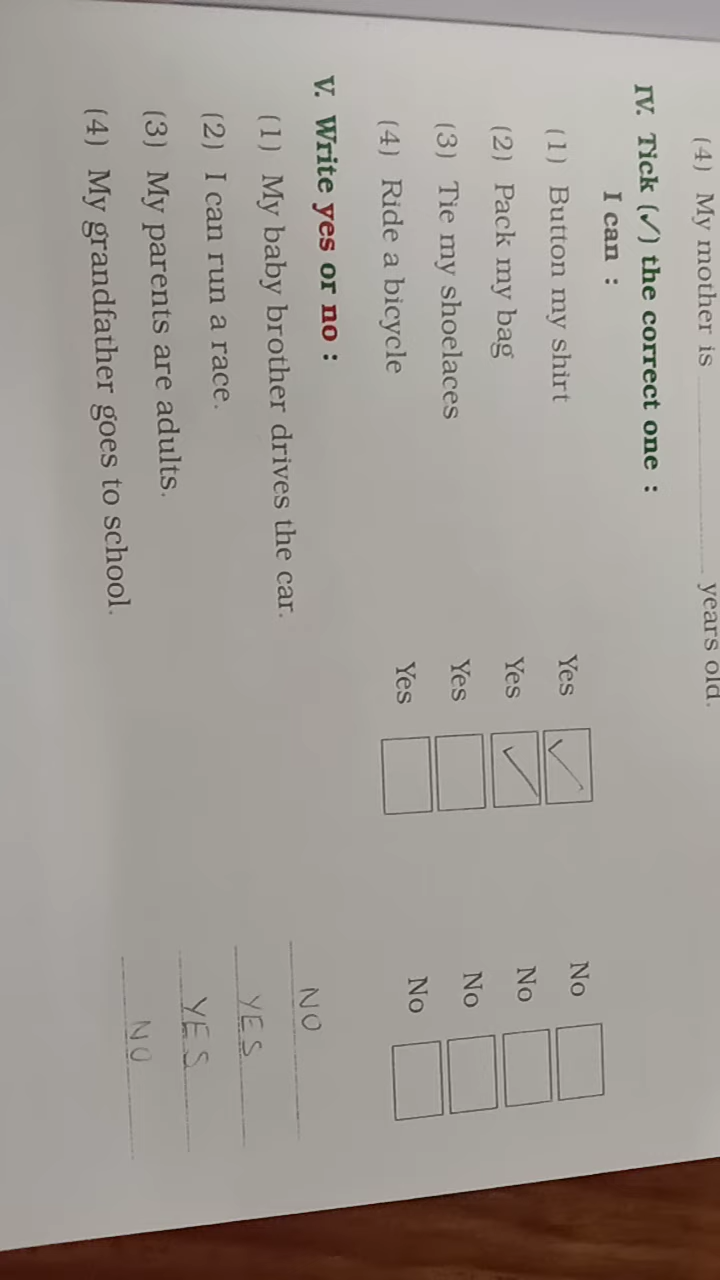 (4) My mother is years old.
IV. Tick (✓) the correct one :
I can :
(1) Button my shirt Yes ✓ No
(2) Pack my bag Yes ✓ No
(3) Tie my shoelaces Yes No
(4) Ride a bicycle Yes No
V. Write yes or no :
(1) My baby brother drives the car. NO
(2) I can run a race. YES
(3) My parents are adults. YES
(4) My grandfather goes to school. NO